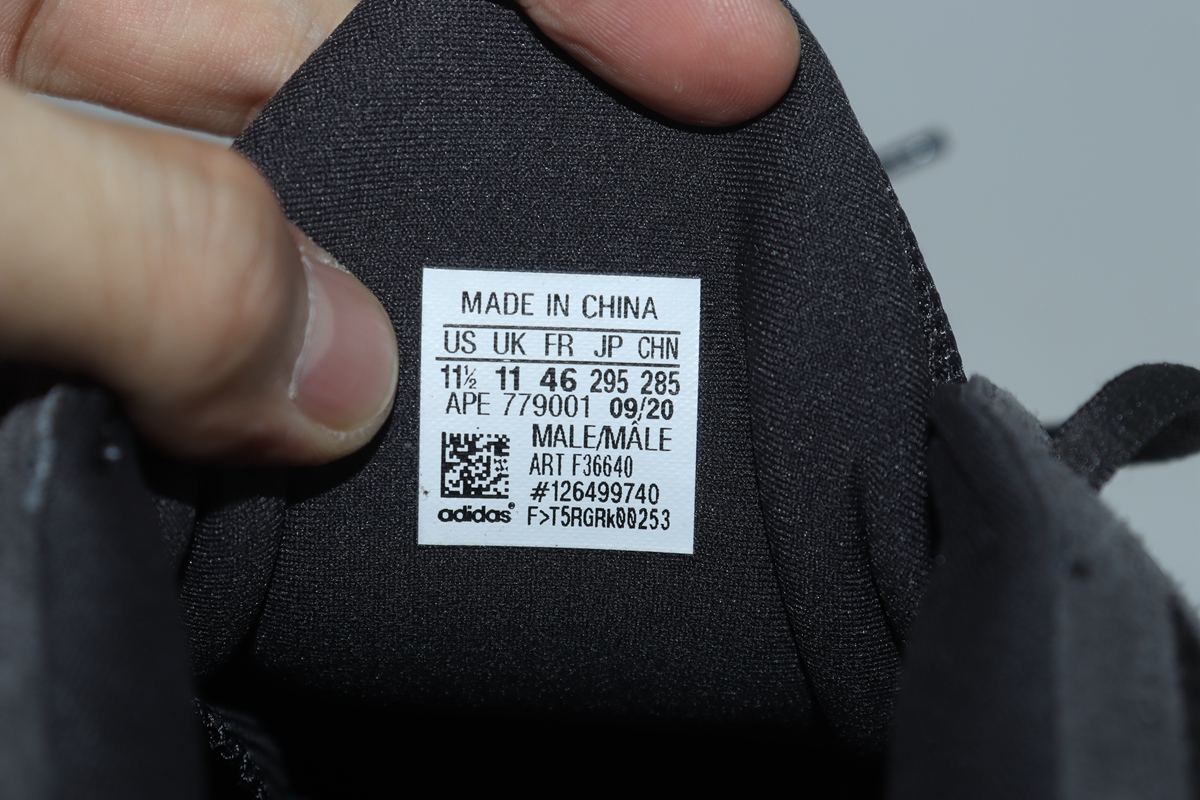 MADE IN CHINA
US UK FR JP CHN
11½ 11 46 295 285
APE 779001 09/20
MALE/MÂLE
ART F36640
#126499740
adidas® F>T5RGRk00253